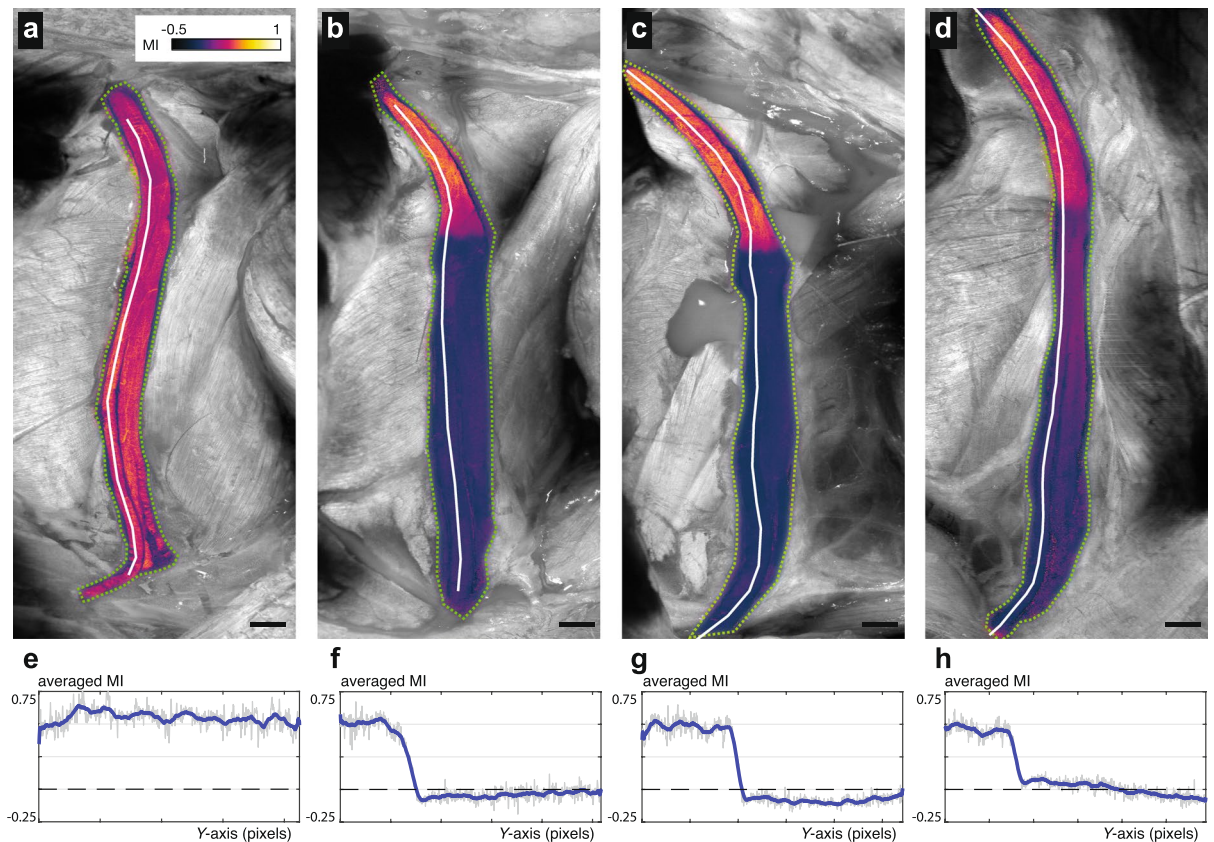 a
-0.5 1
MI
b
c
d
e
averaged MI
0.75
-0.25
Y-axis (pixels)
f
averaged MI
0.75
-0.25
Y-axis (pixels)
g
averaged MI
0.75
-0.25
Y-axis (pixels)
h
averaged MI
0.75
-0.25
Y-axis (pixels)